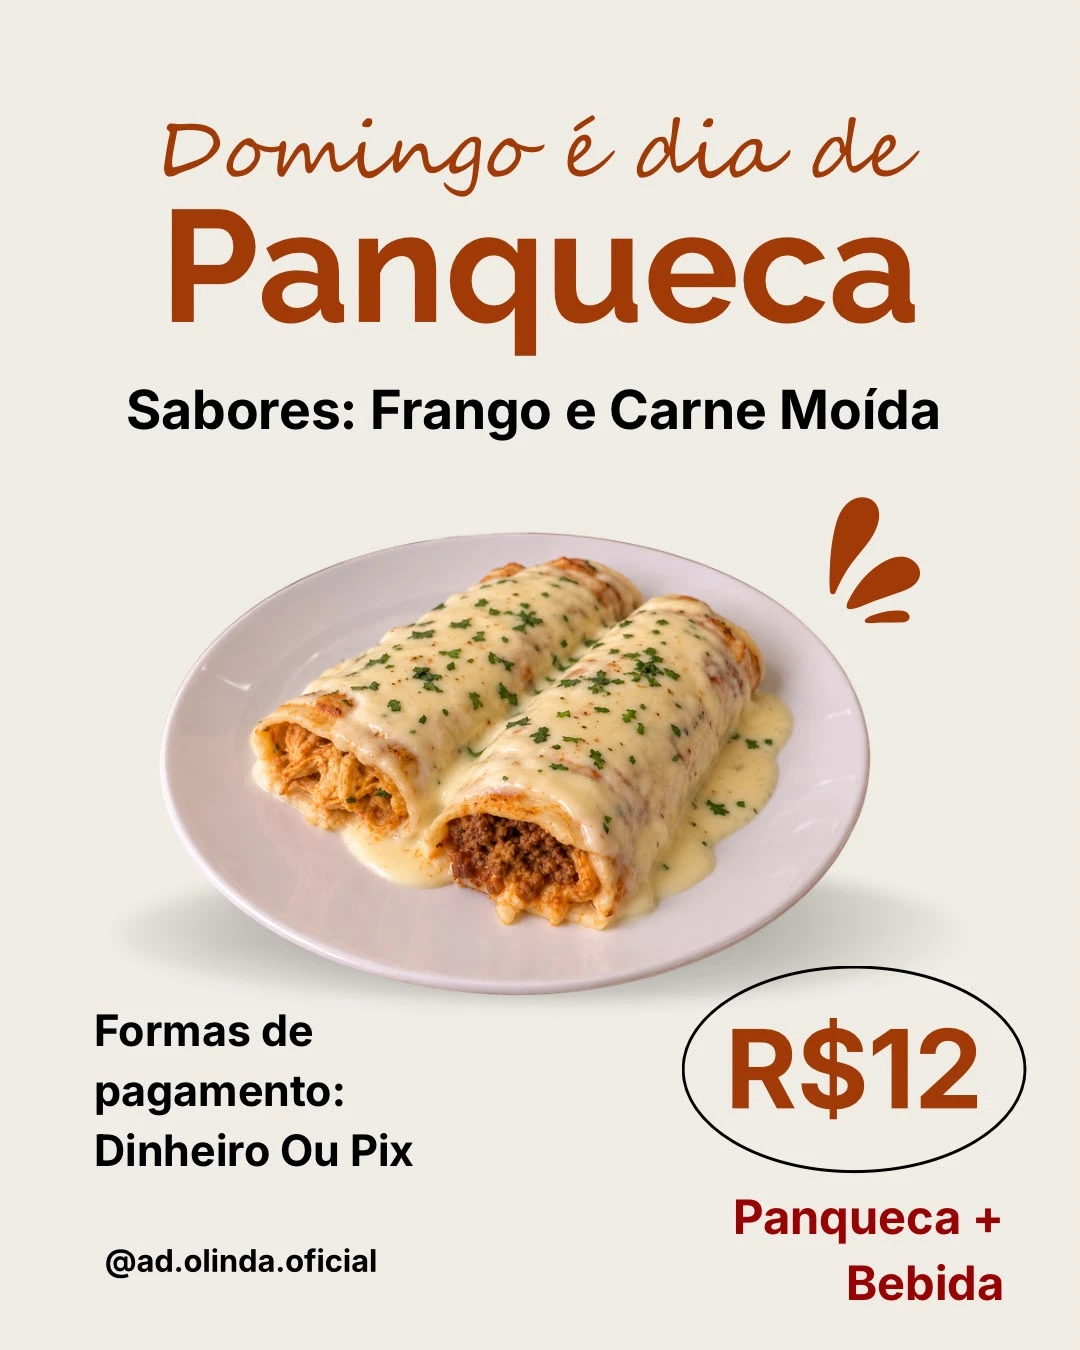 Domingo é dia de
Panqueca
Sabores: Frango e Carne Moída
Formas de
pagamento:
Dinheiro Ou Pix
R$12
Panqueca +
Bebida
@ad.olinda.oficial